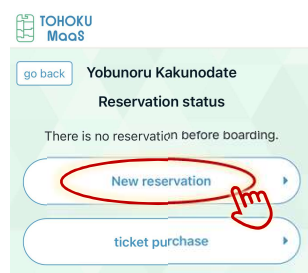 TOHOKU
MaaS
go back
Yobunoru Kakunodate
Reservation status
There is no reservation before boarding.
New reservation
ticket purchase